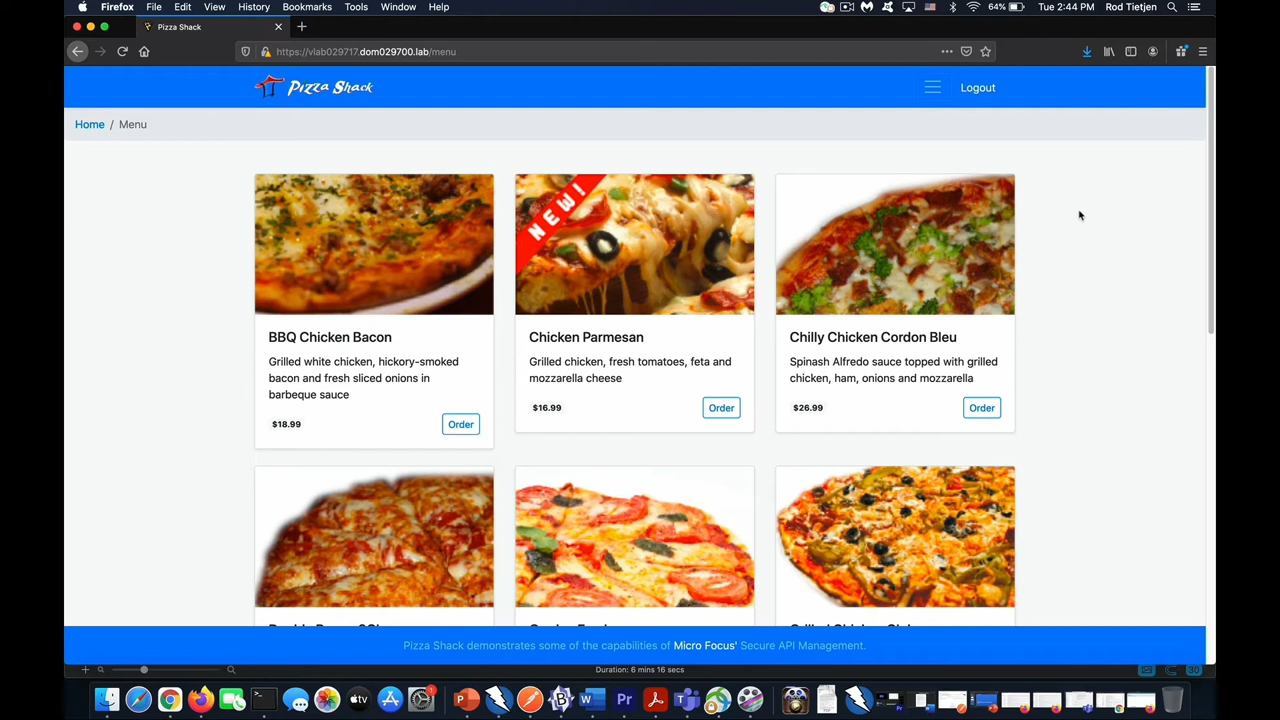 Firefox File Edit View History Bookmarks Tools Window Help 64% Tue 2:44 PM Rod Tietjen
Pizza Shack
https://vlab029717.dom029700.lab/menu
Pizza Shack Logout
Home / Menu
NEW!
BBQ Chicken Bacon
Grilled white chicken, hickory-smoked
bacon and fresh sliced onions in
barbeque sauce
$18.99 Order
Chicken Parmesan
Grilled chicken, fresh tomatoes, feta and
mozzarella cheese
$16.99 Order
Chilly Chicken Cordon Bleu
Spinash Alfredo sauce topped with grilled
chicken, ham, onions and mozzarella
$26.99 Order
Pizza Shack demonstrates some of the capabilities of Micro Focus' Secure API Management.
Duration: 6 mins 16 secs
30